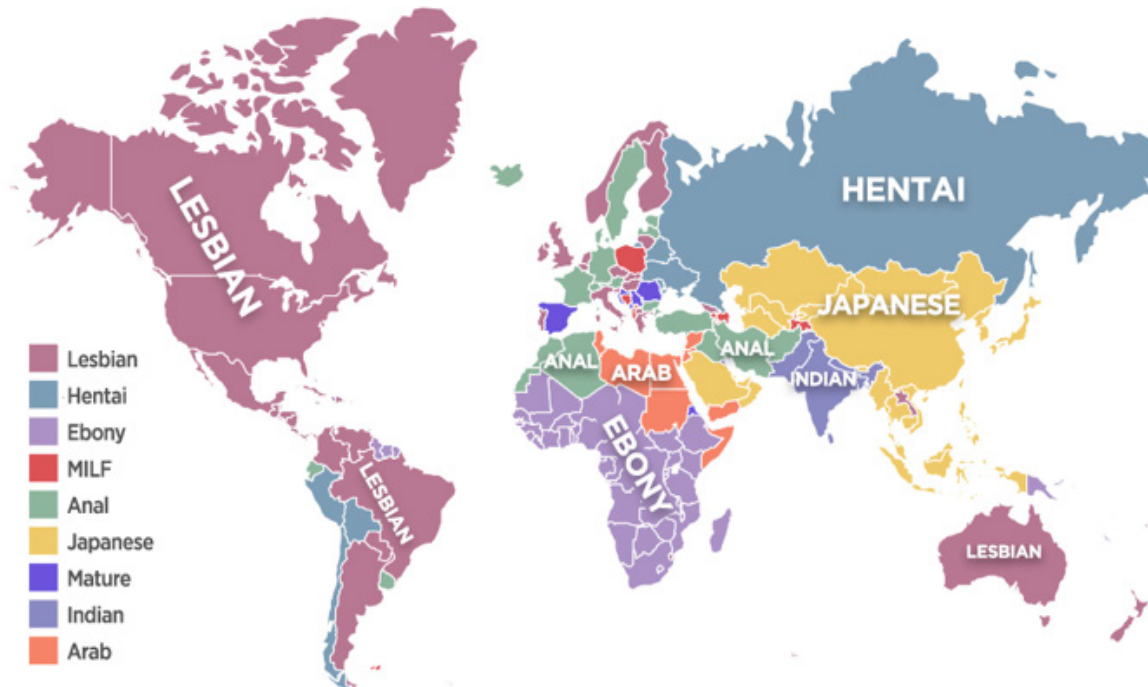 LESBIAN
HENTAI
JAPANESE
ANAL
ANAL
ARAB
INDIAN
EBONY
LESBIAN
LESBIAN
Lesbian
Hentai
Ebony
MILF
Anal
Japanese
Mature
Indian
Arab